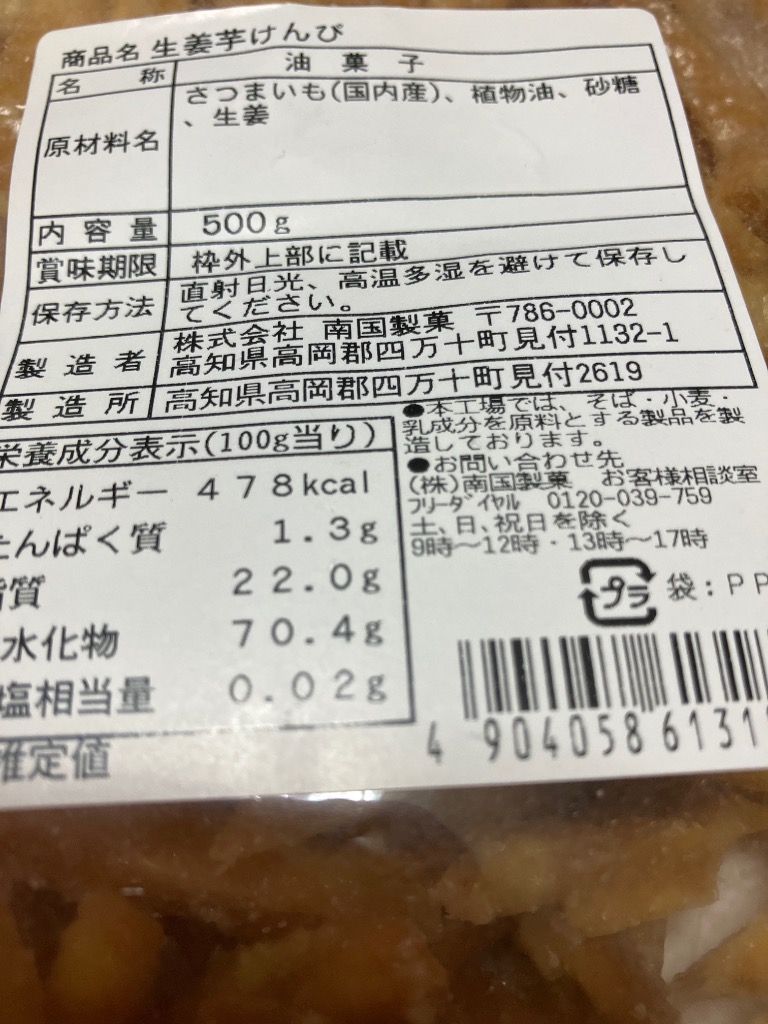 商品名 生姜芋けんぴ
名称 油菓子
原材料名 さつまいも(国内産)、植物油、砂糖
、生姜
内容量 500g
賞味期限 枠外上部に記載
保存方法 直射日光、高温多湿を避けて保存し
てください。
製造者 株式会社 南国製菓 〒786-0002
高知県高岡郡四万十町見付1132-1
製造所 高知県高岡郡四万十町見付2619
栄養成分表示(100g当り)
エネルギー 478kcal
たんぱく質 1.3g
脂質 22.0g
水化物 70.4g
塩相当量 0.02g
推定値
●本工場では、そば・小麦・
乳成分を原料とする製品を製
造しております。
●お問い合わせ先
(株)南国製菓 お客様相談室
フリーダイヤル 0120-039-759
土、日、祝日を除く
9時〜12時・13時〜17時
プラ 袋:PP
4 904058 61311